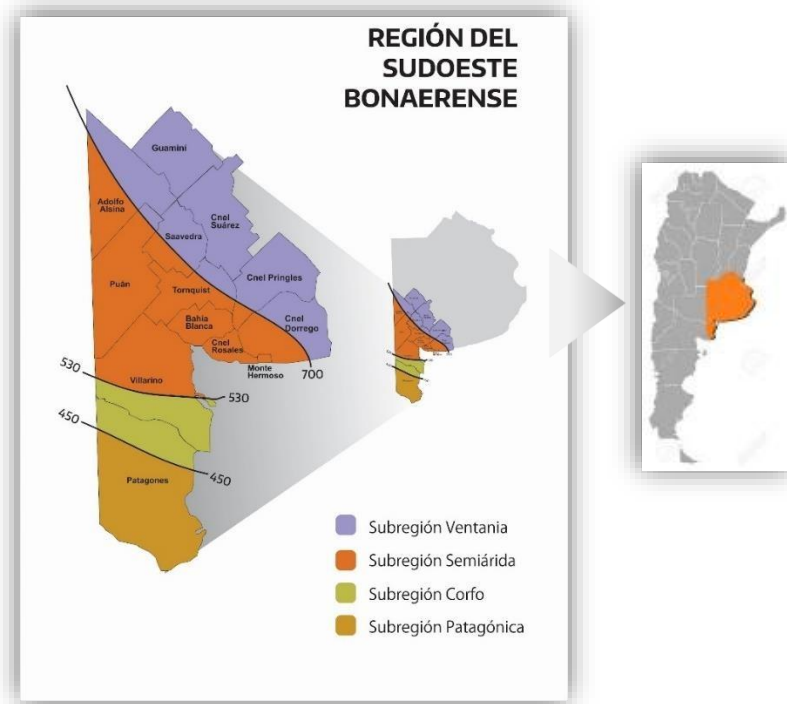 REGIÓN DEL
SUDOESTE
BONAERENSE
Guamini
Adolfo
Alsina
Cnel
Suárez
Saavedra
Cnel Pringles
Puán
Tornquist
Bahía
Blanca
Cnel
Dorrego
Cnel
Rosales
Monte
Hermoso
700
530
Villarino
530
450
450
Patagones
Subregión Ventania
Subregión Semiárida
Subregión Corfo
Subregión Patagónica